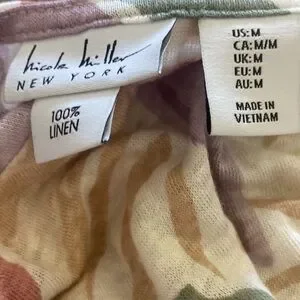 nicole miller
NEW YORK
100%
LINEN
US:M
CA:M/M
UK:M
EU:M
AU:M
MADE IN
VIETNAM